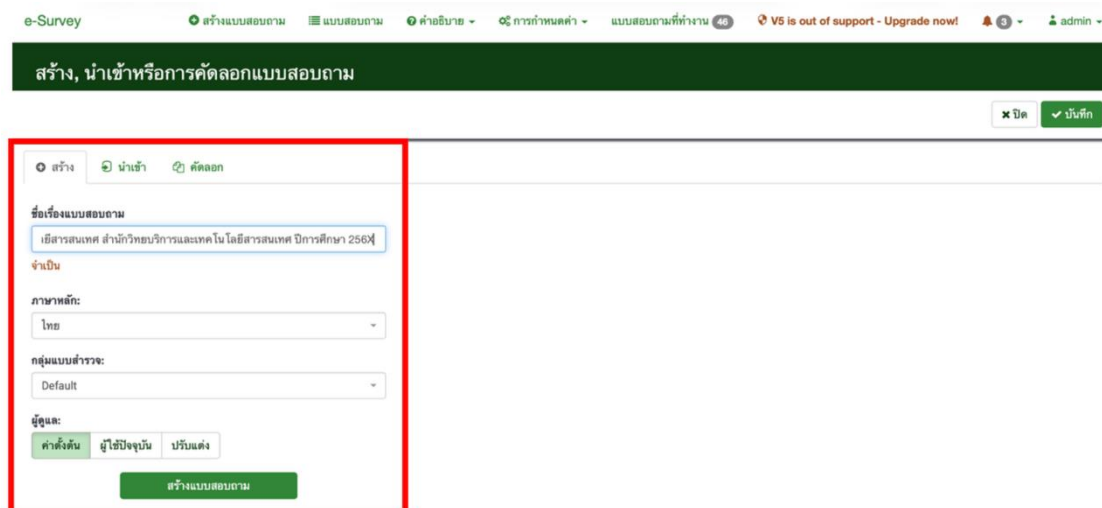 e-Survey สร้างแบบสอบถาม แบบสอบถาม คำอธิบาย การกำหนดค่า แบบสอบถามที่ทำงาน 46 V5 is out of support - Upgrade now! 3 admin
สร้าง, นำเข้าหรือการคัดลอกแบบสอบถาม
ปิด บันทึก
สร้าง นำเข้า คัดลอก
ชื่อเรื่องแบบสอบถาม
เยีสารสนเทศ สำนักวิทยบริการและเทคโนโลยีสารสนเทศ ปีการศึกษา 256X
จำเป็น
ภาษาหลัก:
ไทย
กลุ่มแบบสำรวจ:
Default
ผู้ดูแล:
ค่าตั้งต้น ผู้ใช้ปัจจุบัน ปรับแต่ง
สร้างแบบสอบถาม